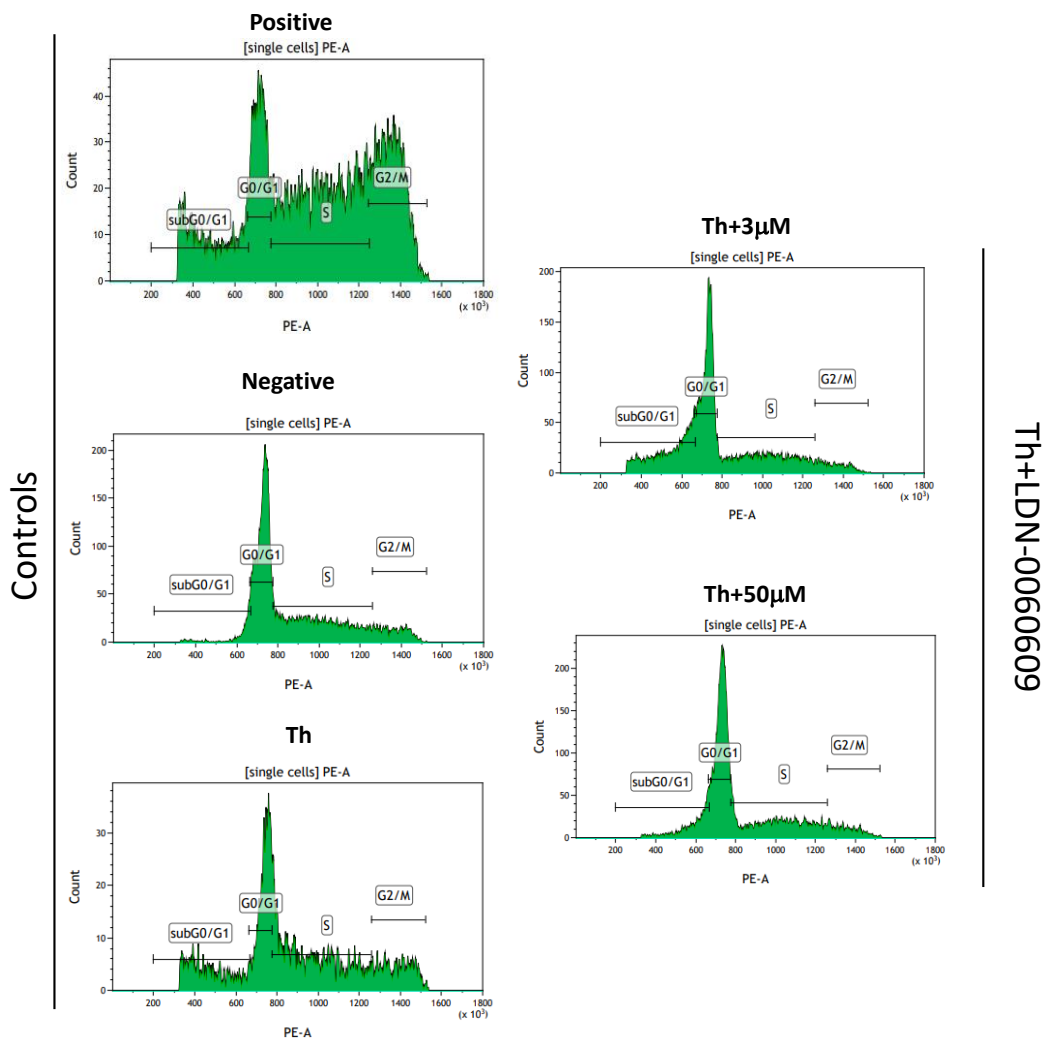 Controls
Positive
[single cells] PE-A
Count
40
30
20
10
0
subG0/G1
G0/G1
S
G2/M
200 400 600 800 1000 1200 1400 1600 1800
(x 10³)
PE-A
Negative
[single cells] PE-A
Count
200
150
100
50
0
subG0/G1
G0/G1
S
G2/M
200 400 600 800 1000 1200 1400 1600 1800
(x 10³)
PE-A
Th
[single cells] PE-A
Count
30
20
10
0
subG0/G1
G0/G1
S
G2/M
200 400 600 800 1000 1200 1400 1600 1800
(x 10³)
PE-A
Th+3μM
[single cells] PE-A
Count
200
150
100
50
0
subG0/G1
G0/G1
S
G2/M
200 400 600 800 1000 1200 1400 1600 1800
(x 10³)
PE-A
Th+50μM
[single cells] PE-A
Count
200
150
100
50
0
subG0/G1
G0/G1
S
G2/M
200 400 600 800 1000 1200 1400 1600 1800
(x 10³)
PE-A
Th+LDN-0060609